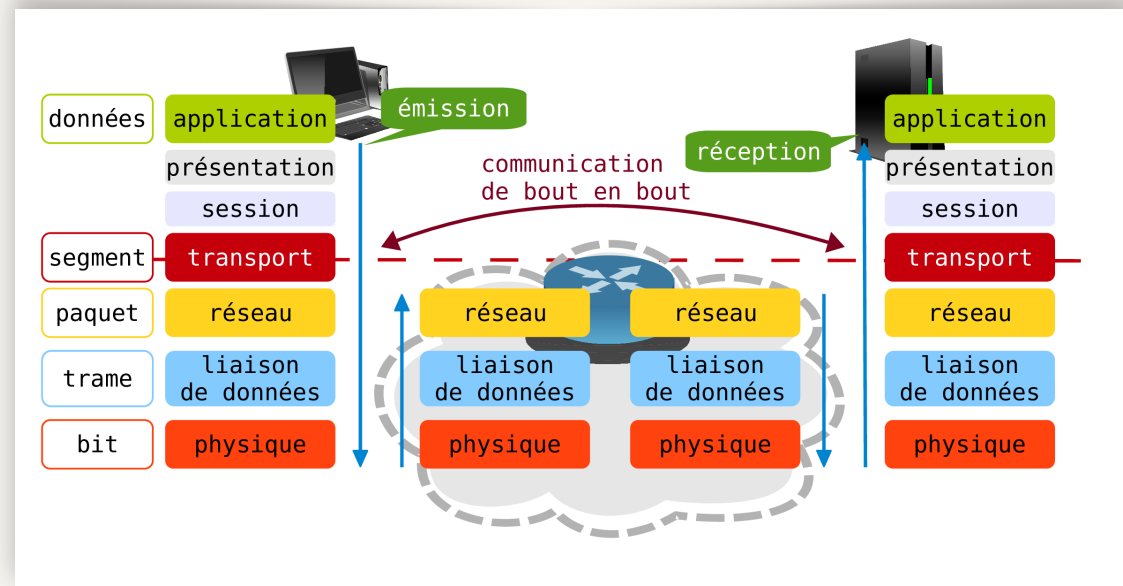 émission
données
application
application
réception
présentation
communication
de bout en bout
présentation
session
session
segment
transport
transport
paquet
réseau
réseau
réseau
réseau
trame
liaison
de données
liaison
de données
liaison
de données
liaison
de données
bit
physique
physique
physique
physique